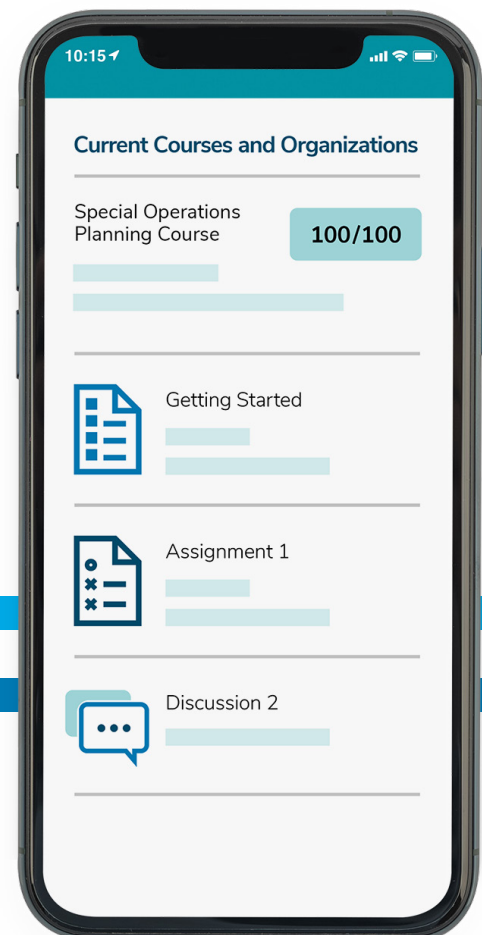 10:15
Current Courses and Organizations
Special Operations
Planning Course
100/100
Getting Started
Assignment 1
Discussion 2